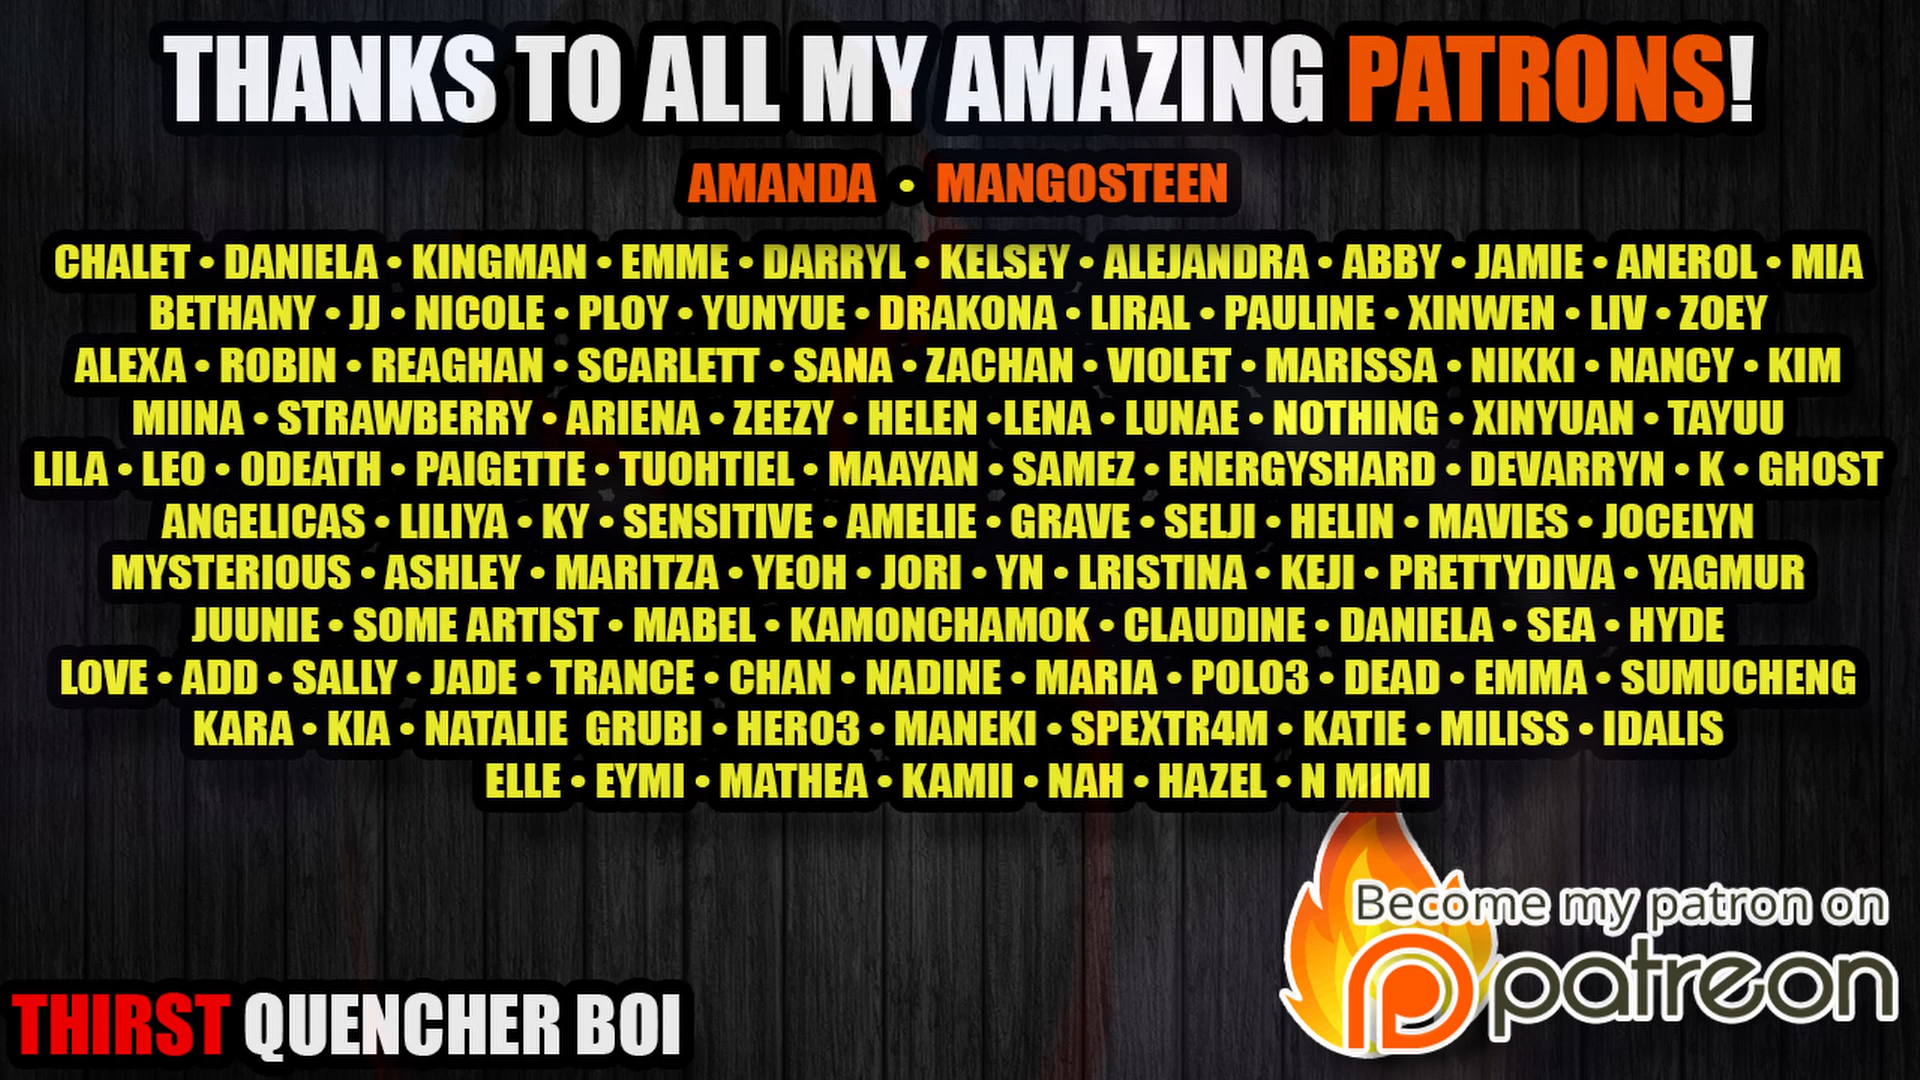 THANKS TO ALL MY AMAZING PATRONS!
AMANDA • MANGOSTEEN
CHALET • DANIELA • KINGMAN • EMME • DARRYL • KELSEY • ALEJANDRA • ABBY • JAMIE • ANEROL • MIA
BETHANY • JJ • NICOLE • PLOY • YUNYUE • DRAKONA • LIRAL • PAULINE • XINWEN • LIV • ZOEY
ALEXA • ROBIN • REAGHAN • SCARLETT • SANA • ZACHAN • VIOLET • MARISSA • NIKKI • NANCY • KIM
MIINA • STRAWBERRY • ARIENA • ZEEZY • HELEN •LENA • LUNAE • NOTHING • XINYUAN • TAYUU
LILA • LEO • ODEATH • PAIGETTE • TUOHTIEL • MAAYAN • SAMEZ • ENERGYSHARD • DEVARRYN • K • GHOST
ANGELICAS • LILIYA • KY • SENSITIVE • AMELIE • GRAVE • SELJI • HELIN • MAVIES • JOCELYN
MYSTERIOUS • ASHLEY • MARITZA • YEOH • JORI • YN • LRISTINA • KEJI • PRETTYDIVA • YAGMUR
JUUNIE • SOME ARTIST • MABEL • KAMONCHAMOK • CLAUDINE • DANIELA • SEA • HYDE
LOVE • ADD • SALLY • JADE • TRANCE • CHAN • NADINE • MARIA • POLO3 • DEAD • EMMA • SUMUCHENG
KARA • KIA • NATALIE GRUBI • HERO3 • MANEKI • SPEXTR4M • KATIE • MILISS • IDALIS
ELLE • EYMI • MATHEA • KAMII • NAH • HAZEL • N MIMI
Become my patron on
patreon
THIRST QUENCHER BOI